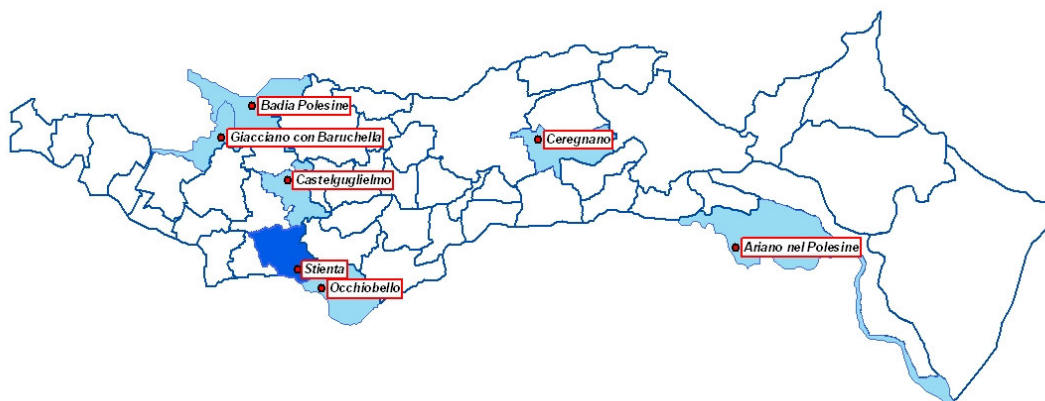 Badia Polesine
Giacciano con Baruchella
Ceregnano
Castelguglielmo
Ariano nel Polesine
Stienta
Occhiobello